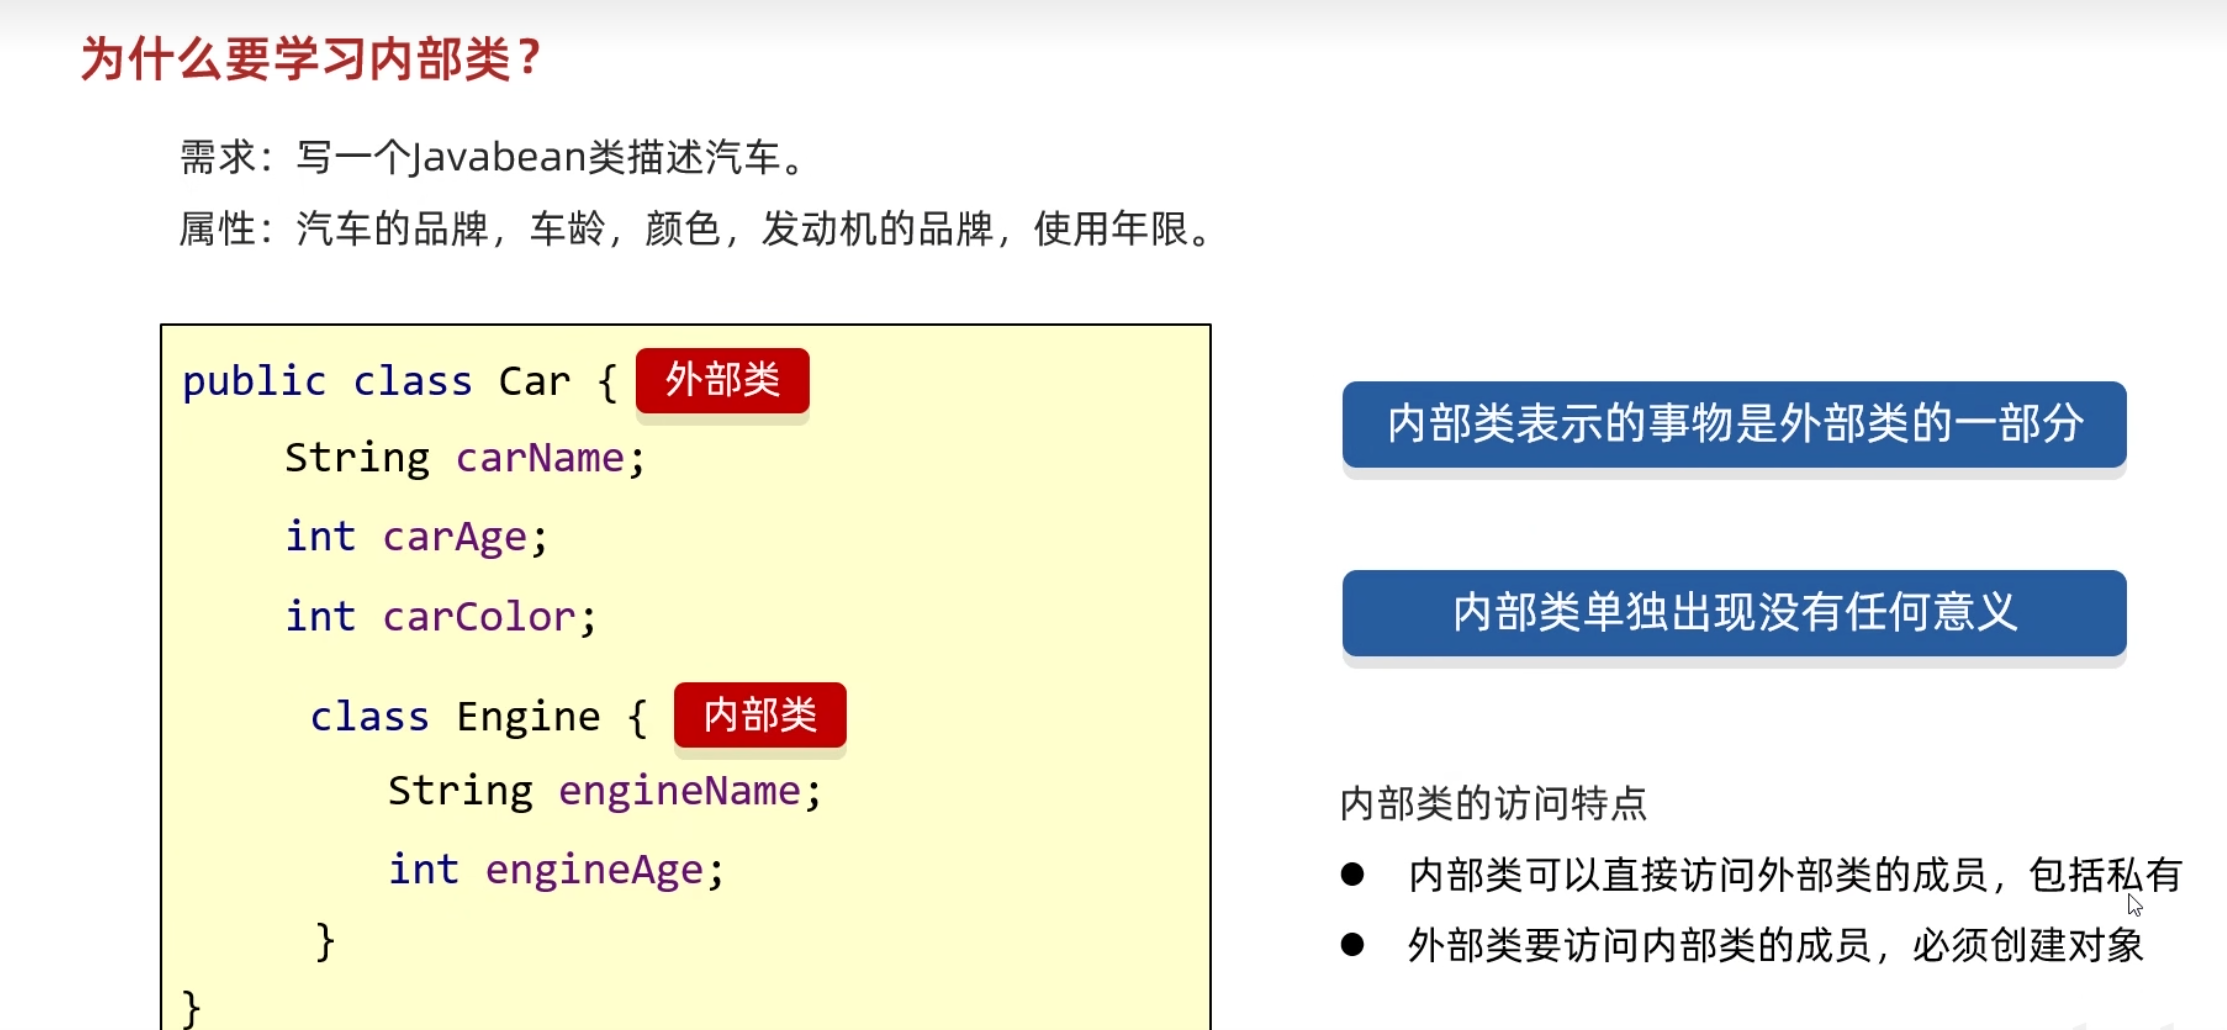 为什么要学习内部类？
需求：写一个Javabean类描述汽车。
属性：汽车的品牌，车龄，颜色，发动机的品牌，使用年限。
public class Car { 外部类
String carName;
int carAge;
int carColor;
class Engine { 内部类
String engineName;
int engineAge;
}
}
内部类表示的事物是外部类的一部分
内部类单独出现没有任何意义
内部类的访问特点
● 内部类可以直接访问外部类的成员，包括私有
● 外部类要访问内部类的成员，必须创建对象